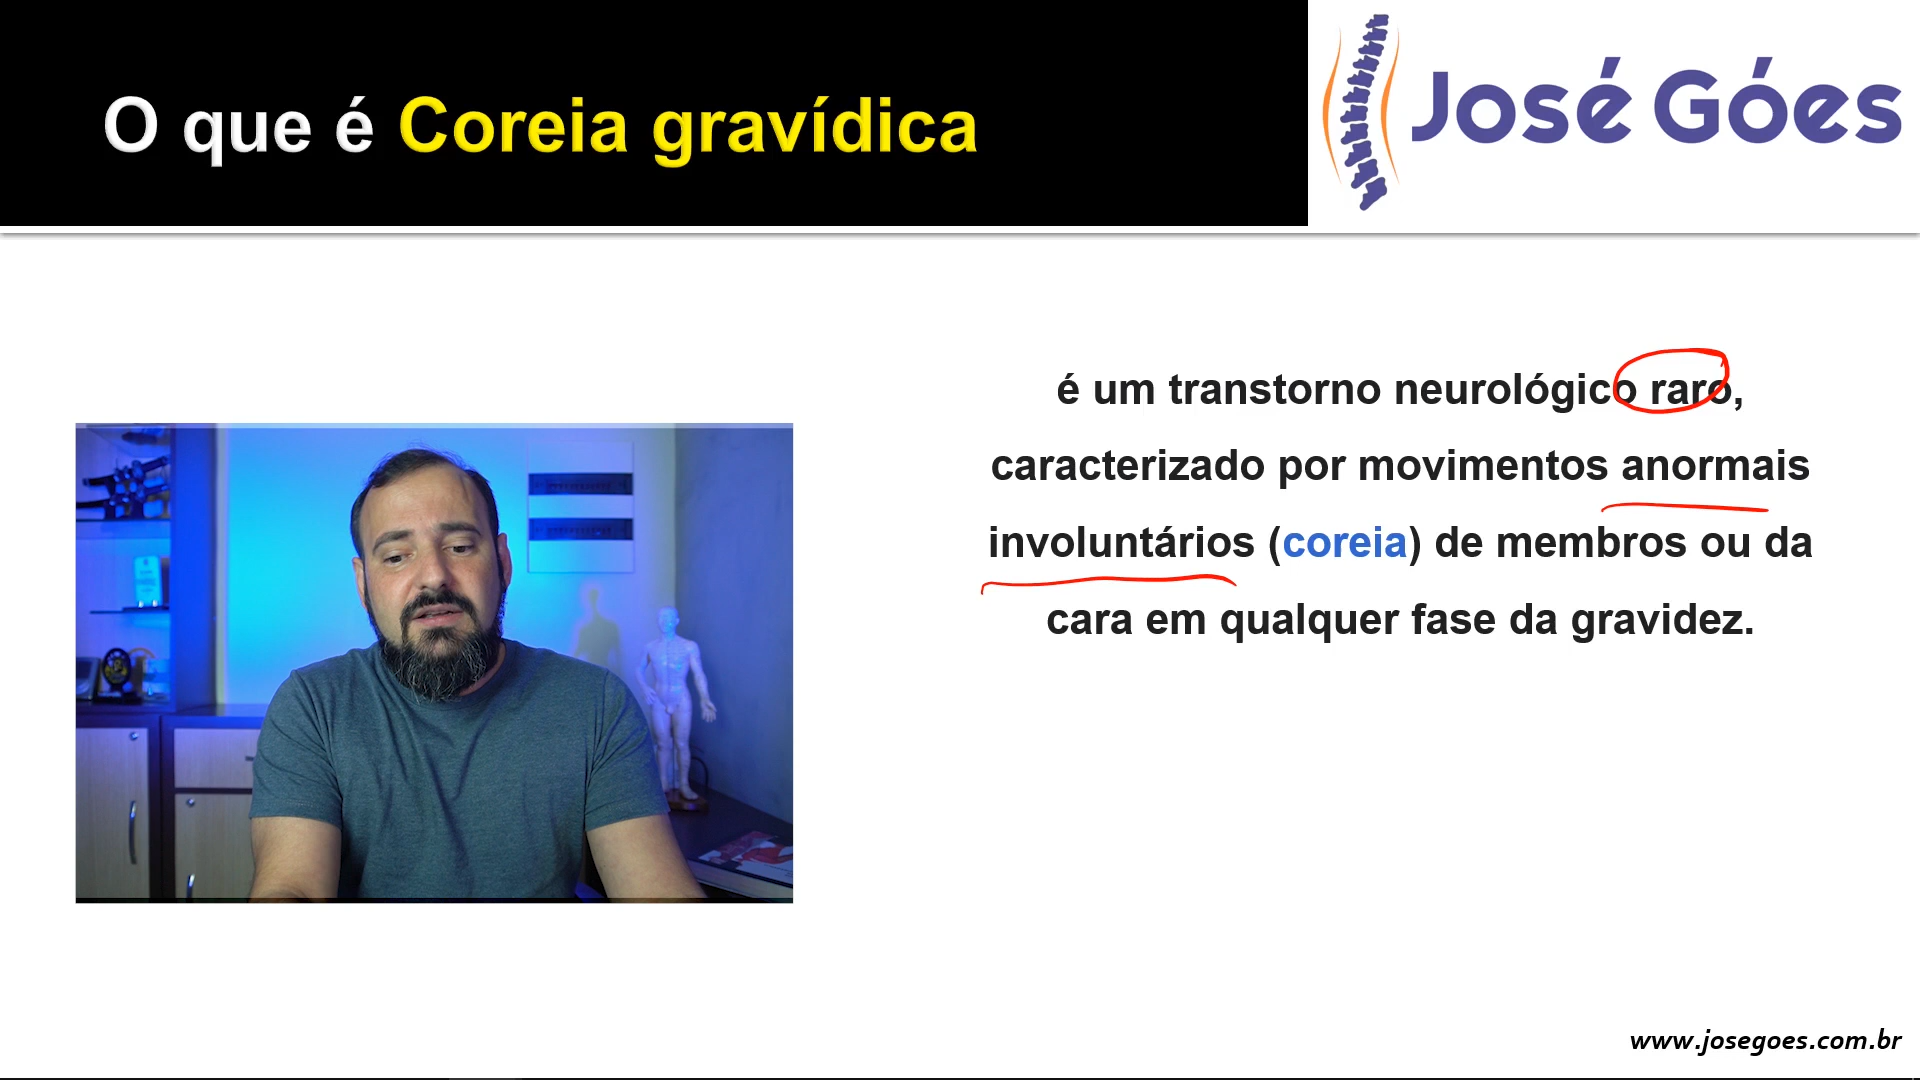 O que é Coreia gravídica
José Góes
é um transtorno neurológico raro,
caracterizado por movimentos anormais
involuntários (coreia) de membros ou da
cara em qualquer fase da gravidez.
www.josegoes.com.br